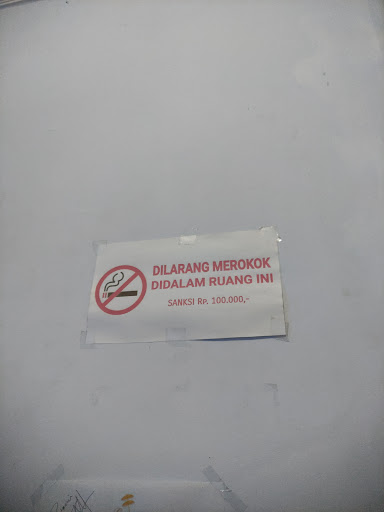 DILARANG MEROKOK
DIDALAM RUANG INI
SANKSI Rp. 100.000,-